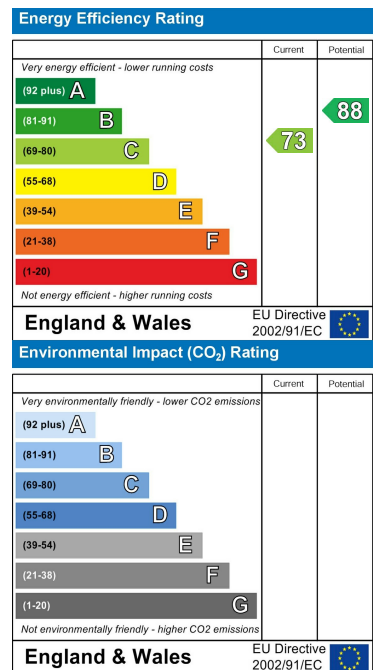 Energy Efficiency Rating
Current Potential
Very energy efficient - lower running costs
(92 plus) A
(81-91) B
(69-80) C
(55-68) D
(39-54) E
(21-38) F
(1-20) G
73
88
Not energy efficient - higher running costs
England & Wales
EU Directive
2002/91/EC
Environmental Impact (CO₂) Rating
Current Potential
Very environmentally friendly - lower CO2 emissions
(92 plus) A
(81-91) B
(69-80) C
(55-68) D
(39-54) E
(21-38) F
(1-20) G
Not environmentally friendly - higher CO2 emissions
England & Wales
EU Directive
2002/91/EC